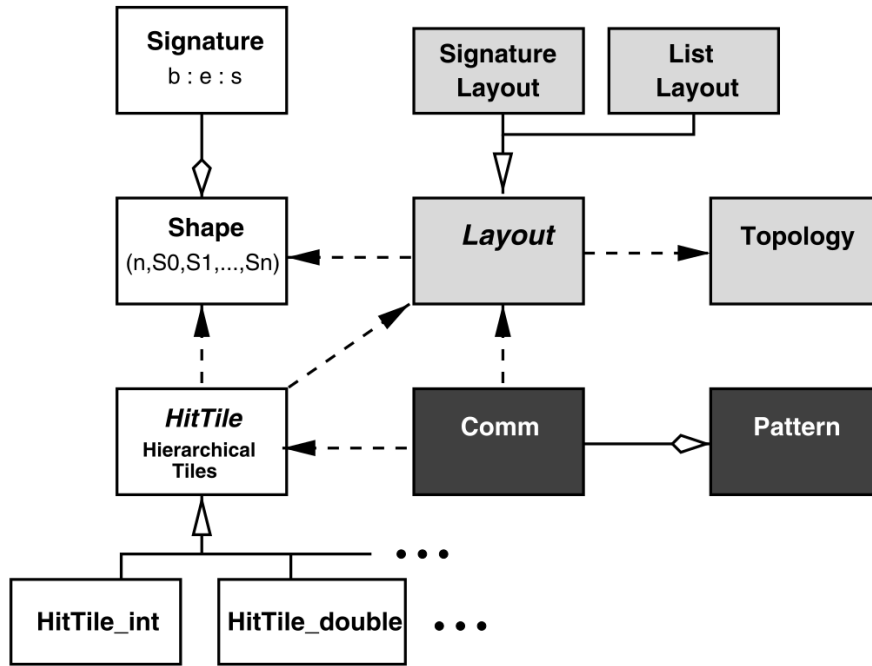 Signature
b : e : s
Signature
Layout
List
Layout
Shape
(n,S0,S1,...,Sn)
Layout
Topology
HitTile
Hierarchical
Tiles
Comm
Pattern
• • •
HitTile_int
HitTile_double
• • •